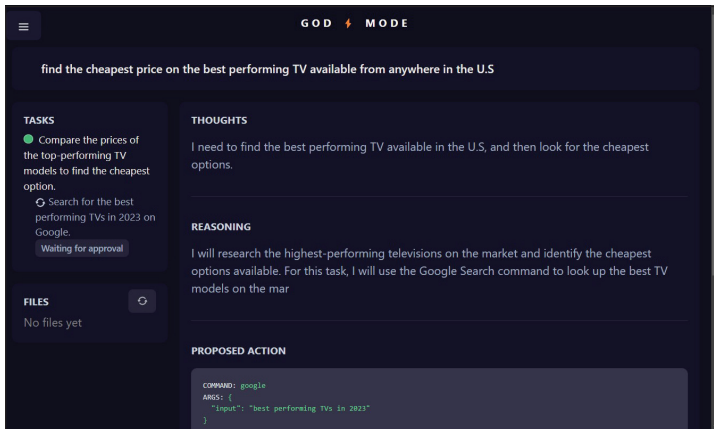 GOD MODE
find the cheapest price on the best performing TV available from anywhere in the U.S
TASKS
Compare the prices of
the top-performing TV
models to find the cheapest
option.
Search for the best
performing TVs in 2023 on
Google.
Waiting for approval
FILES
No files yet
THOUGHTS
I need to find the best performing TV available in the U.S, and then look for the cheapest
options.
REASONING
I will research the highest-performing televisions on the market and identify the cheapest
options available. For this task, I will use the Google Search command to look up the best TV
models on the mar
PROPOSED ACTION
COMMAND: google
ARGS: {
"input": "best performing TVs in 2023"
}